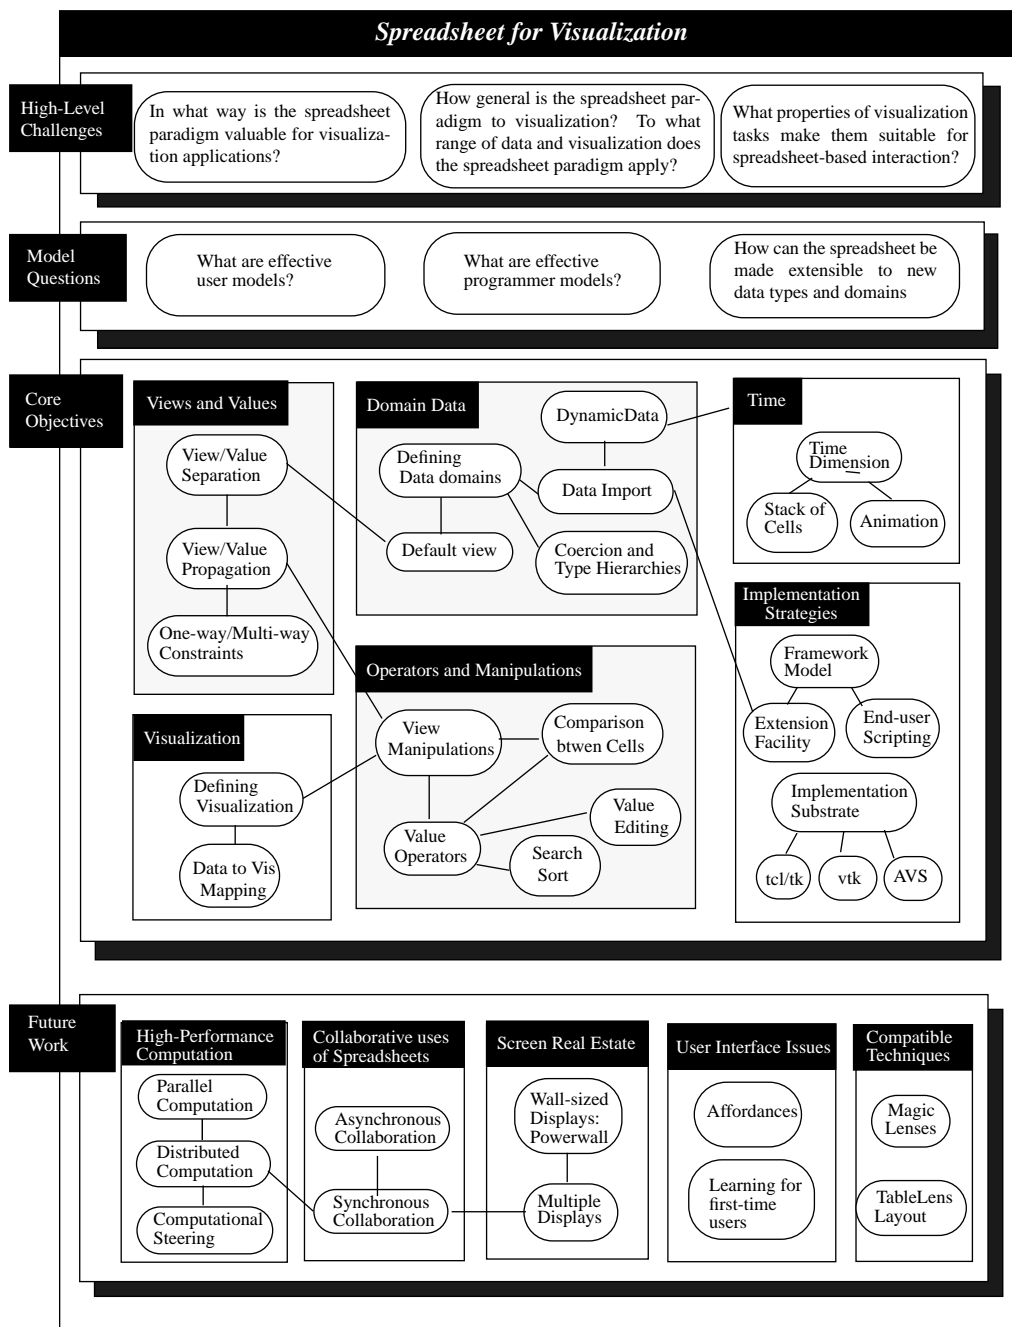 Spreadsheet for Visualization
High-Level
Challenges
In what way is the spreadsheet
paradigm valuable for visualiza-
tion applications?
How general is the spreadsheet par-
adigm to visualization? To what
range of data and visualization does
the spreadsheet paradigm apply?
What properties of visualization
tasks make them suitable for
spreadsheet-based interaction?
Model
Questions
What are effective
user models?
What are effective
programmer models?
How can the spreadsheet be
made extensible to new
data types and domains
Core
Objectives
Views and Values
View/Value
Separation
View/Value
Propagation
One-way/Multi-way
Constraints
Domain Data
DynamicData
Defining
Data domains
Data Import
Default view
Coercion and
Type Hierarchies
Time
Time
Dimension
Stack of
Cells
Animation
Implementation
Strategies
Framework
Model
Extension
Facility
End-user
Scripting
Implementation
Substrate
tcl/tk
vtk
AVS
Operators and Manipulations
View
Manipulations
Comparison
btwen Cells
Value
Operators
Value
Editing
Search
Sort
Visualization
Defining
Visualization
Data to Vis
Mapping
Future
Work
High-Performance
Computation
Parallel
Computation
Distributed
Computation
Computational
Steering
Collaborative uses
of Spreadsheets
Asynchronous
Collaboration
Synchronous
Collaboration
Screen Real Estate
Wall-sized
Displays:
Powerwall
Multiple
Displays
User Interface Issues
Affordances
Learning for
first-time
users
Compatible
Techniques
Magic
Lenses
TableLens
Layout